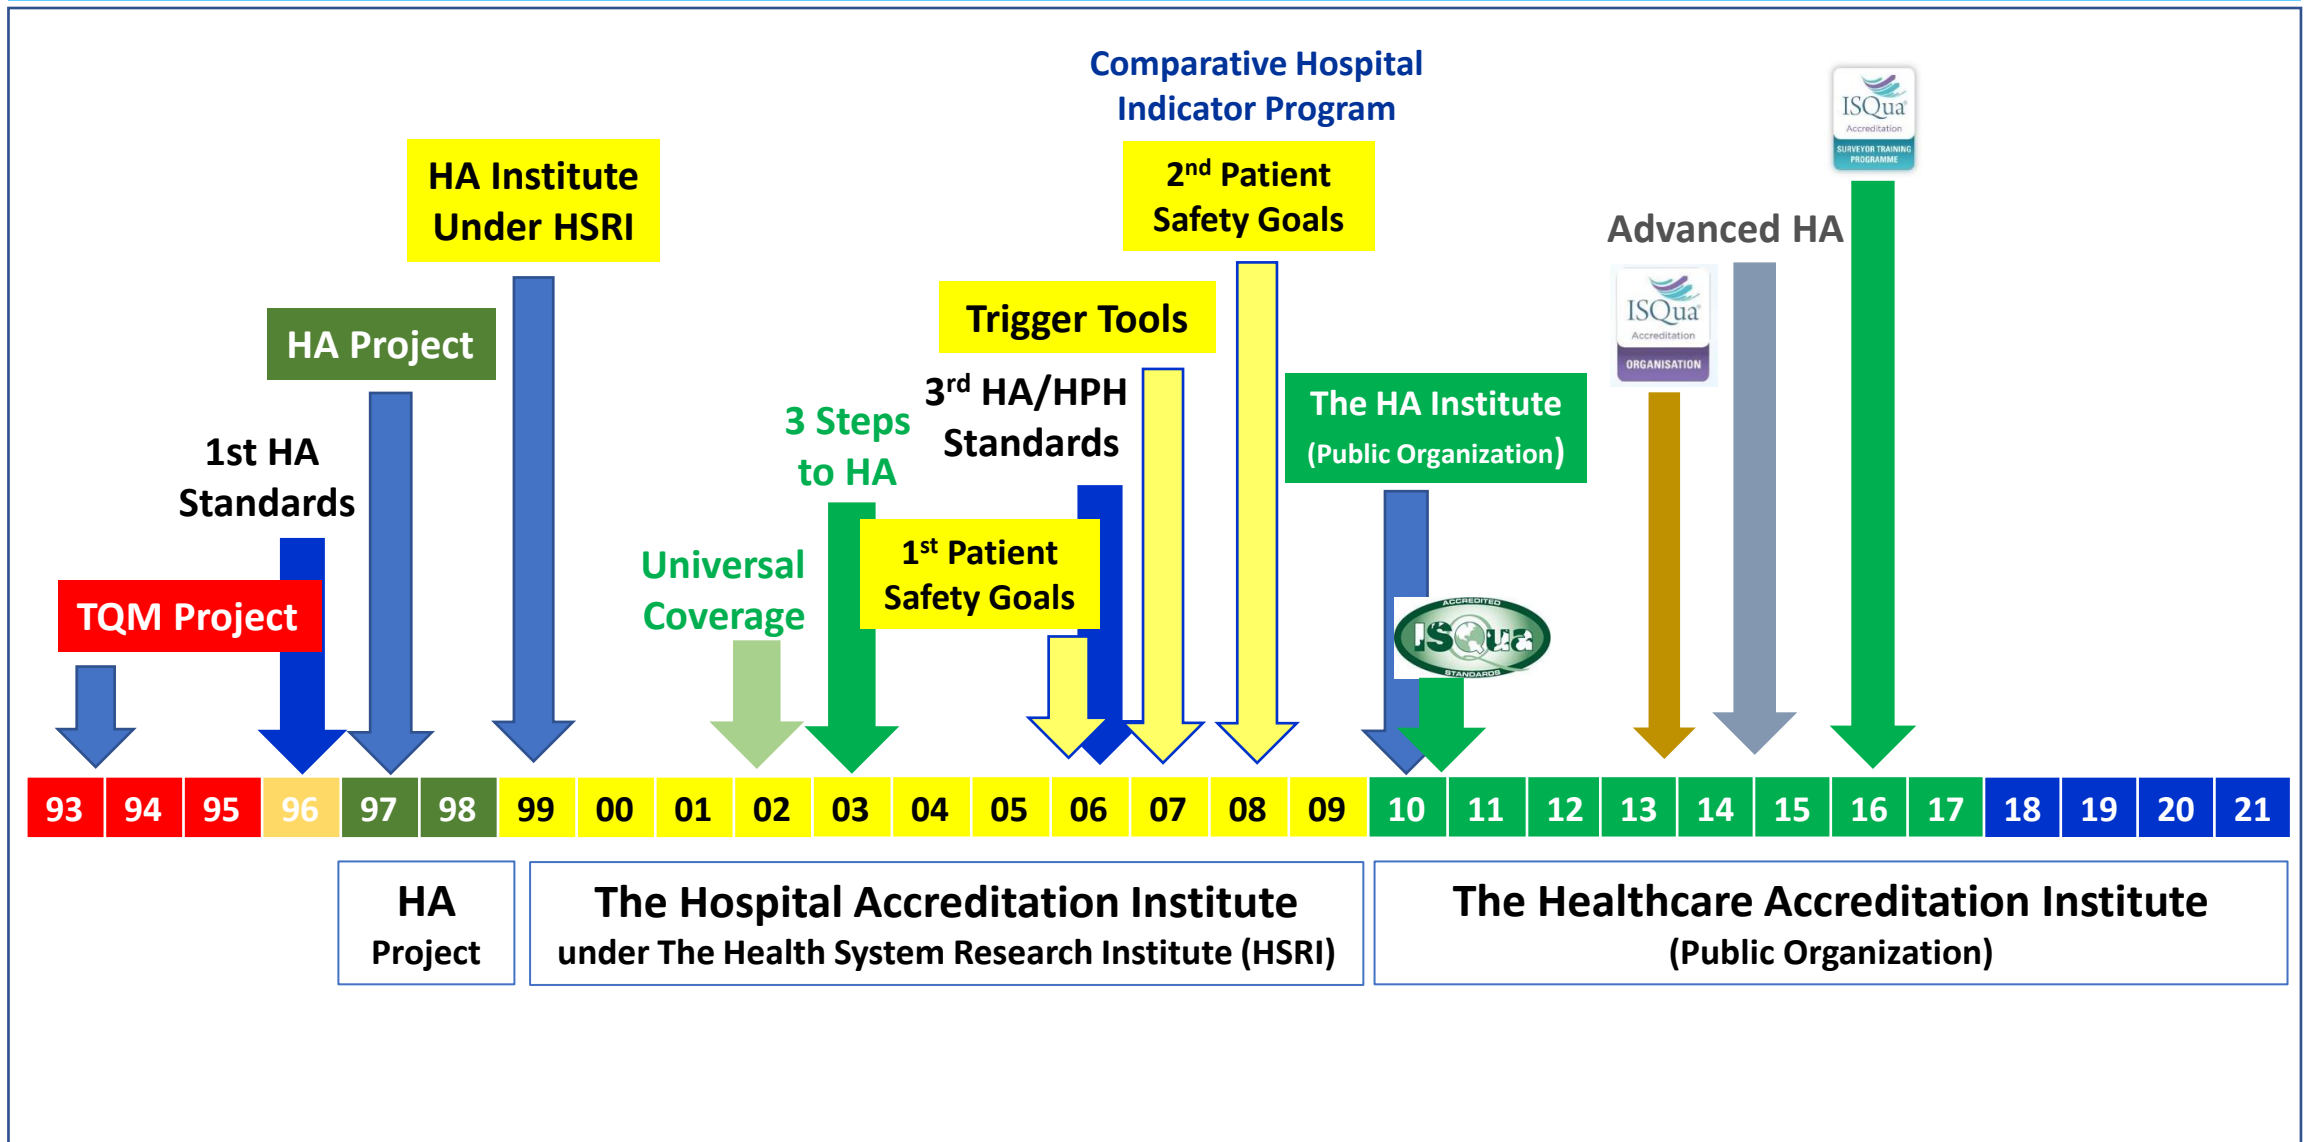 Comparative Hospital
Indicator Program
ISQua
Accreditation
SURVEYOR TRAINING
PROGRAMME
HA Institute
Under HSRI
2nd Patient
Safety Goals
Advanced HA
HA Project
Trigger Tools
ISQua
Accreditation
ORGANISATION
1st HA
Standards
3 Steps
to HA
3rd HA/HPH
Standards
The HA Institute
(Public Organization)
TQM Project
Universal
Coverage
1st Patient
Safety Goals
ACCREDITED
ISQua
STANDARDS
93 94 95 96 97 98 99 00 01 02 03 04 05 06 07 08 09 10 11 12 13 14 15 16 17 18 19 20 21
HA
Project
The Hospital Accreditation Institute
under The Health System Research Institute (HSRI)
The Healthcare Accreditation Institute
(Public Organization)